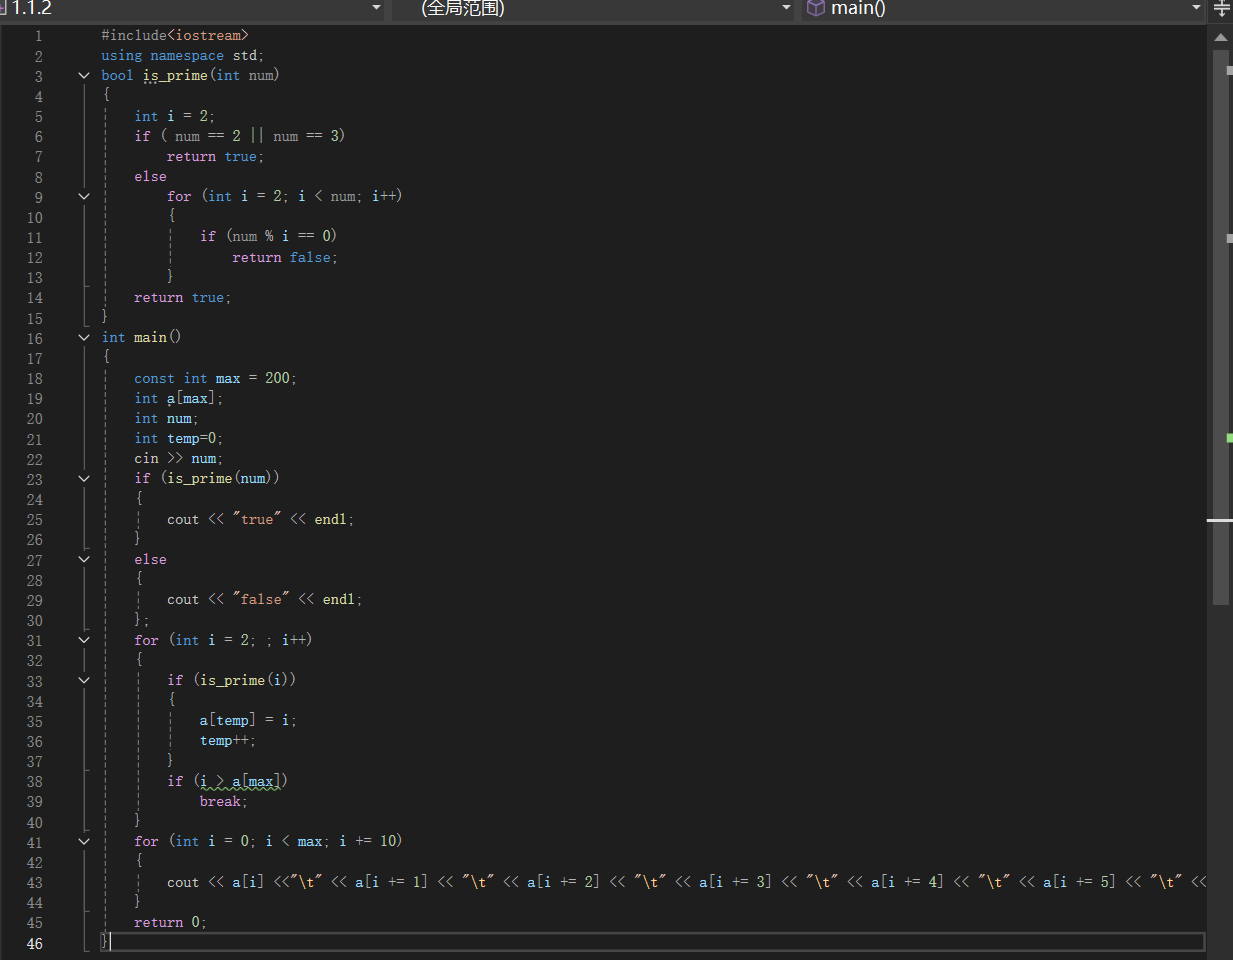 1.1.2 (全局范围) main()
1 #include<iostream>
2 using namespace std;
3 bool is_prime(int num)
4 {
5 int i = 2;
6 if ( num == 2 || num == 3)
7 return true;
8 else
9 for (int i = 2; i < num; i++)
10 {
11 if (num % i == 0)
12 return false;
13 }
14 return true;
15 }
16 int main()
17 {
18 const int max = 200;
19 int a[max];
20 int num;
21 int temp=0;
22 cin >> num;
23 if (is_prime(num))
24 {
25 cout << "true" << endl;
26 }
27 else
28 {
29 cout << "false" << endl;
30 };
31 for (int i = 2; ; i++)
32 {
33 if (is_prime(i))
34 {
35 a[temp] = i;
36 temp++;
37 }
38 if (i > a[max])
39 break;
40 }
41 for (int i = 0; i < max; i += 10)
42 {
43 cout << a[i] <<"\t" << a[i += 1] << "\t" << a[i += 2] << "\t" << a[i += 3] << "\t" << a[i += 4] << "\t" << a[i += 5] << "\t" <<
44 }
45 return 0;
46 }